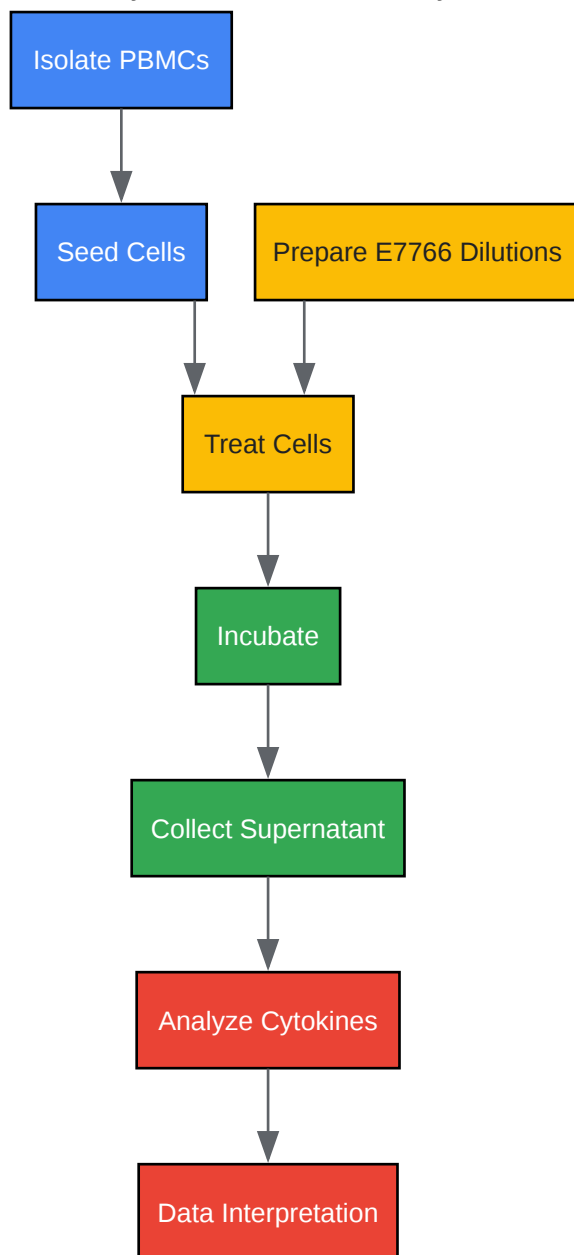 Isolate PBMCs
Seed Cells
Prepare E7766 Dilutions
Treat Cells
Incubate
Collect Supernatant
Analyze Cytokines
Data Interpretation